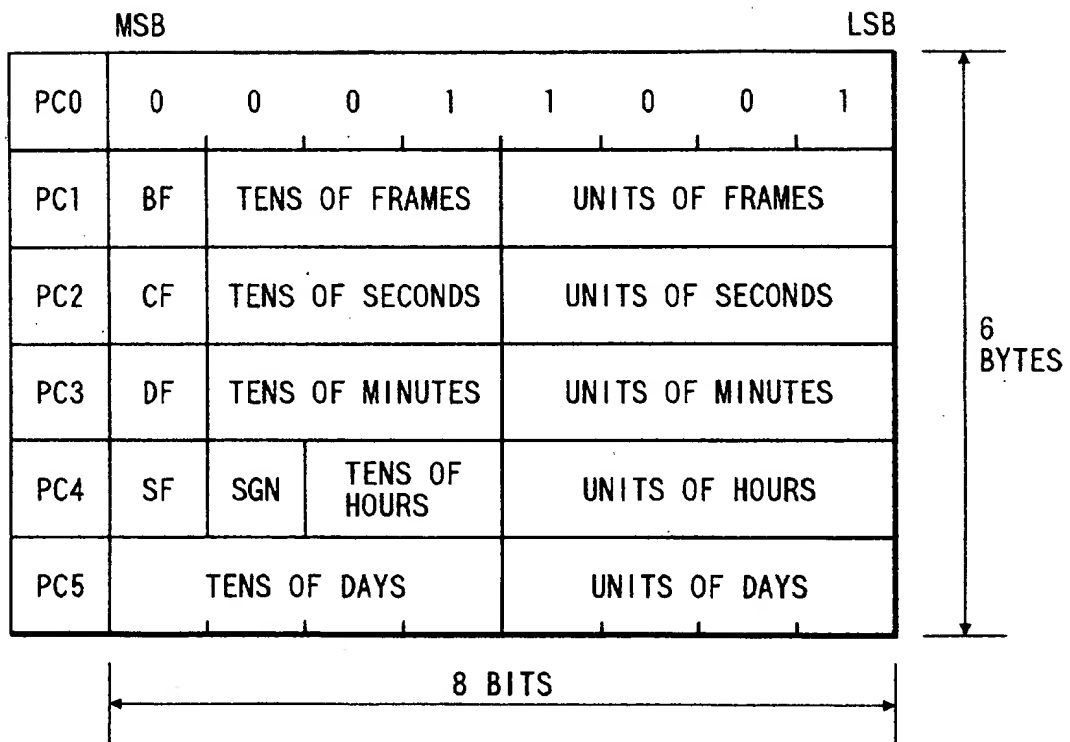 MSB LSB
PC0 0 0 0 1 1 0 0 1
PC1 BF TENS OF FRAMES UNITS OF FRAMES
PC2 CF TENS OF SECONDS UNITS OF SECONDS
PC3 DF TENS OF MINUTES UNITS OF MINUTES
PC4 SF SGN TENS OF HOURS UNITS OF HOURS
PC5 TENS OF DAYS UNITS OF DAYS
6
BYTES
8 BITS